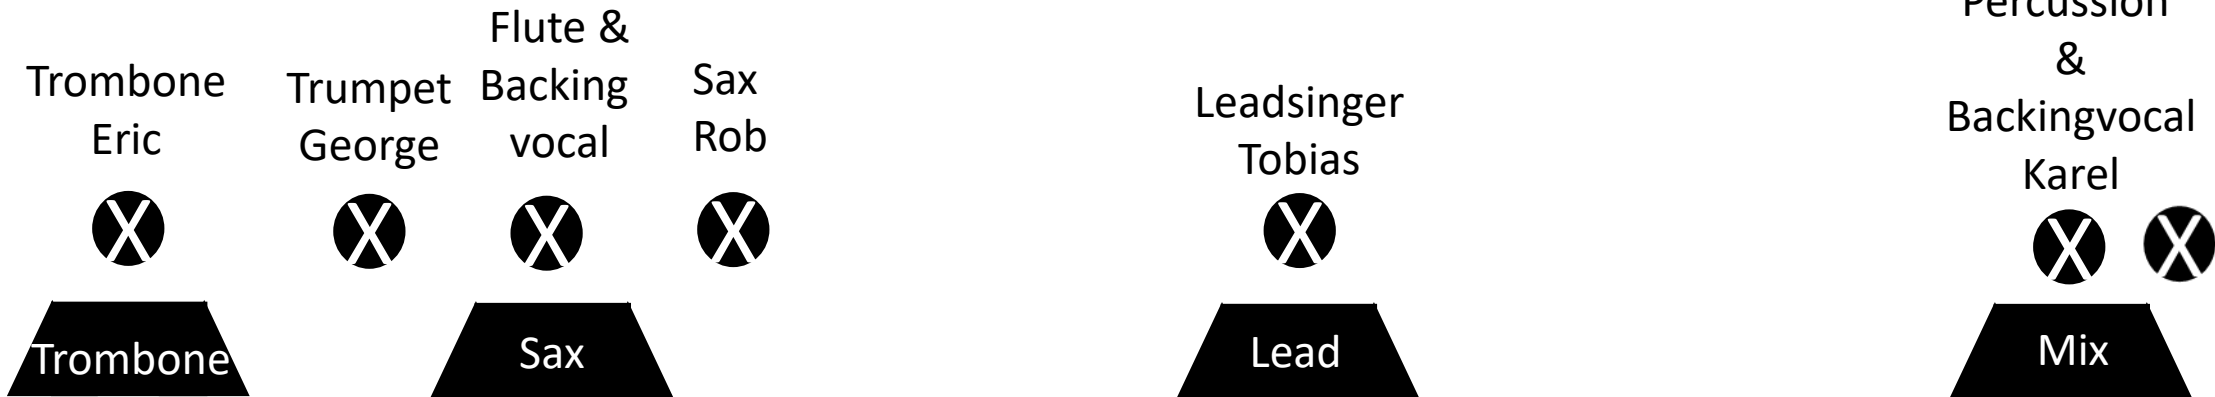 Trombone
Eric
Trumpet
George
Flute &
Backing
vocal
Sax
Rob
Leadsinger
Tobias
Percussion
&
Backingvocal
Karel
X
X
X
X
X
X
X
Trombone
Sax
Lead
Mix